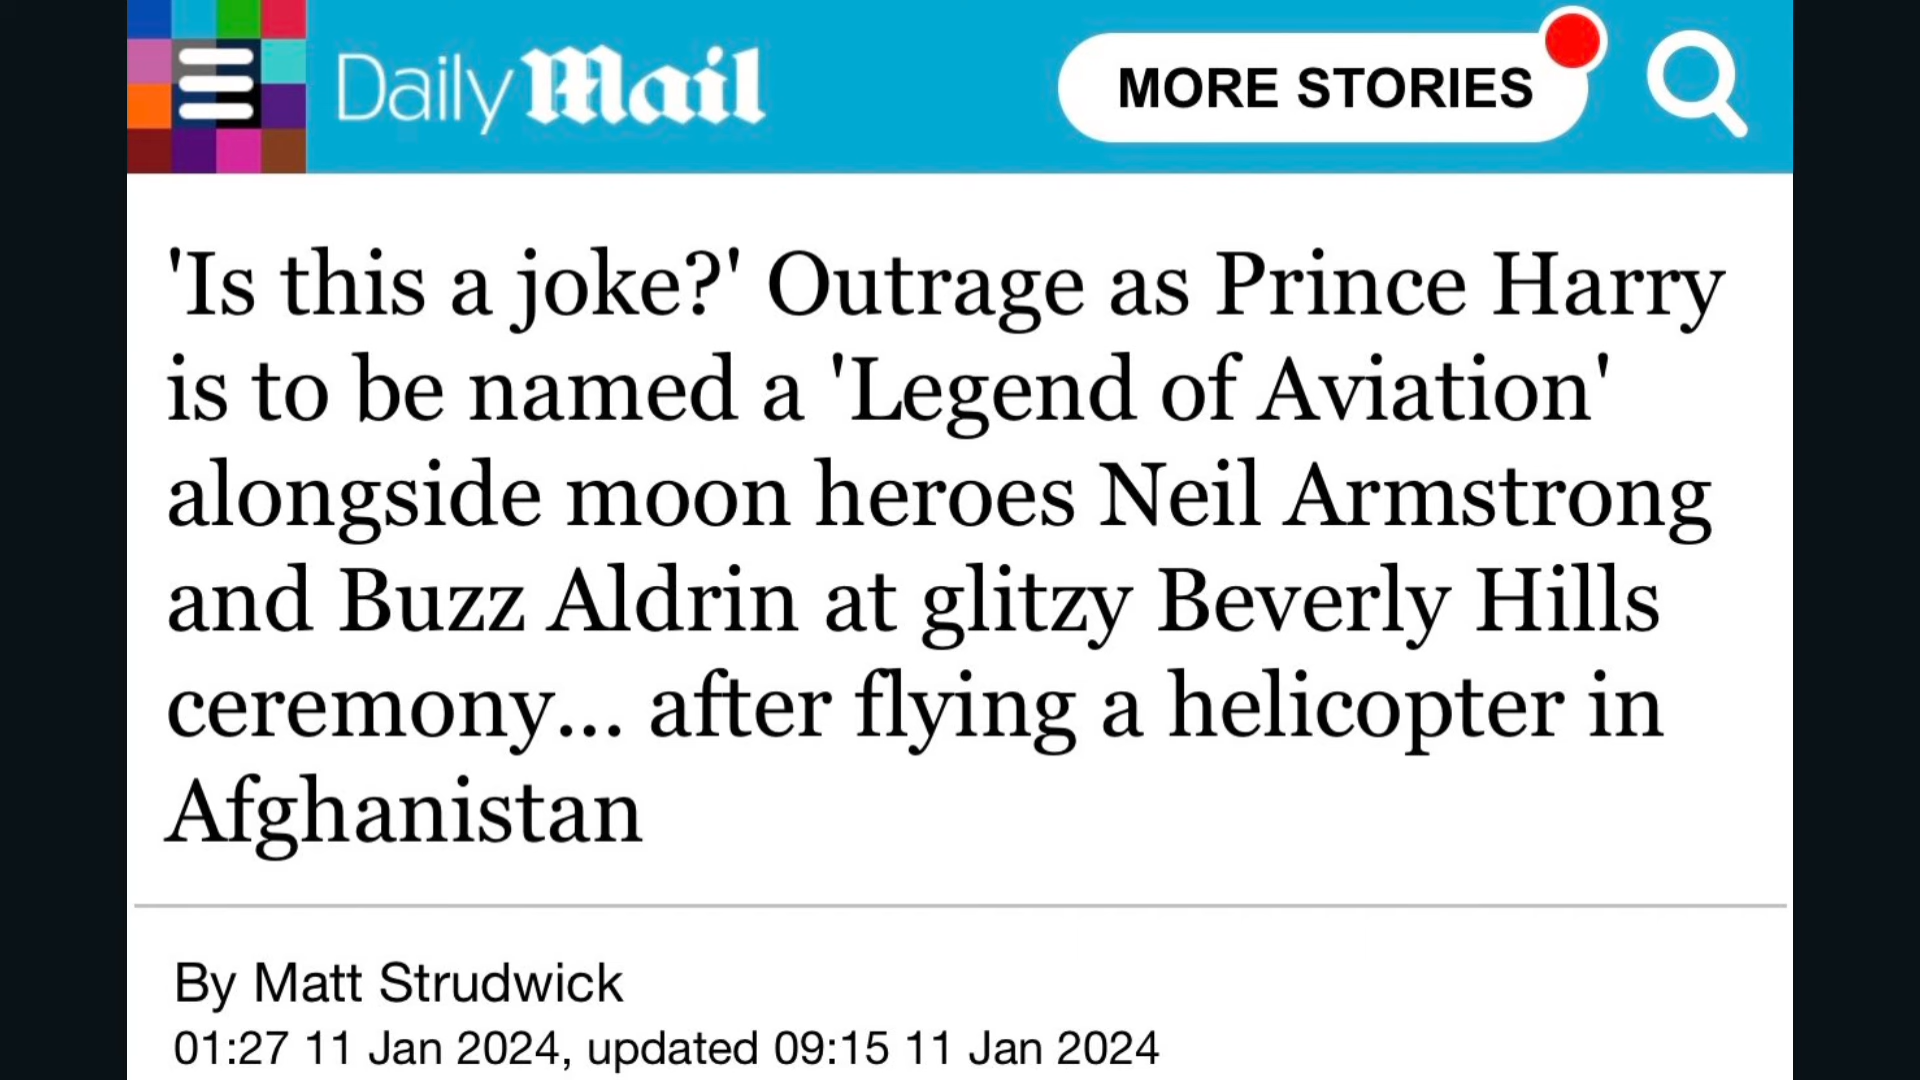 Daily Mail
MORE STORIES
'Is this a joke?' Outrage as Prince Harry
is to be named a 'Legend of Aviation'
alongside moon heroes Neil Armstrong
and Buzz Aldrin at glitzy Beverly Hills
ceremony... after flying a helicopter in
Afghanistan
By Matt Strudwick
01:27 11 Jan 2024, updated 09:15 11 Jan 2024